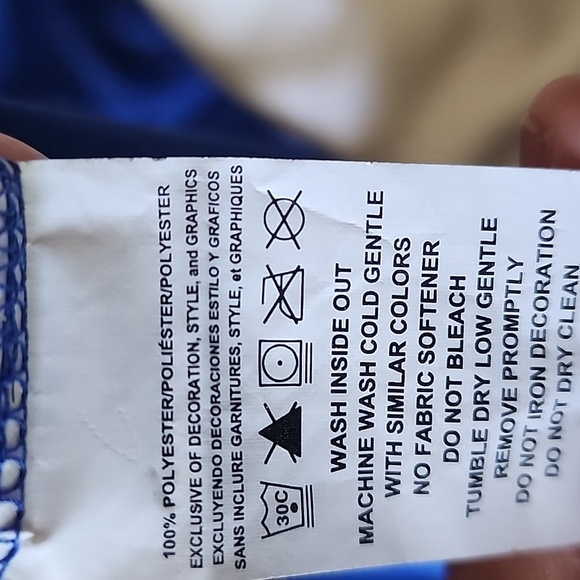 100% POLYESTER/POLIÉSTER/POLYESTER
EXCLUSIVE OF DECORATION, STYLE, and GRAPHICS
EXCLUYENDO DECORACIONES ESTILO Y GRAFICOS
SANS INCLURE GARNITURES, STYLE, et GRAPHIQUES
30C
WASH INSIDE OUT
MACHINE WASH COLD GENTLE
WITH SIMILAR COLORS
NO FABRIC SOFTENER
DO NOT BLEACH
TUMBLE DRY LOW GENTLE
REMOVE PROMPTLY
DO NOT IRON DECORATION
DO NOT DRY CLEAN